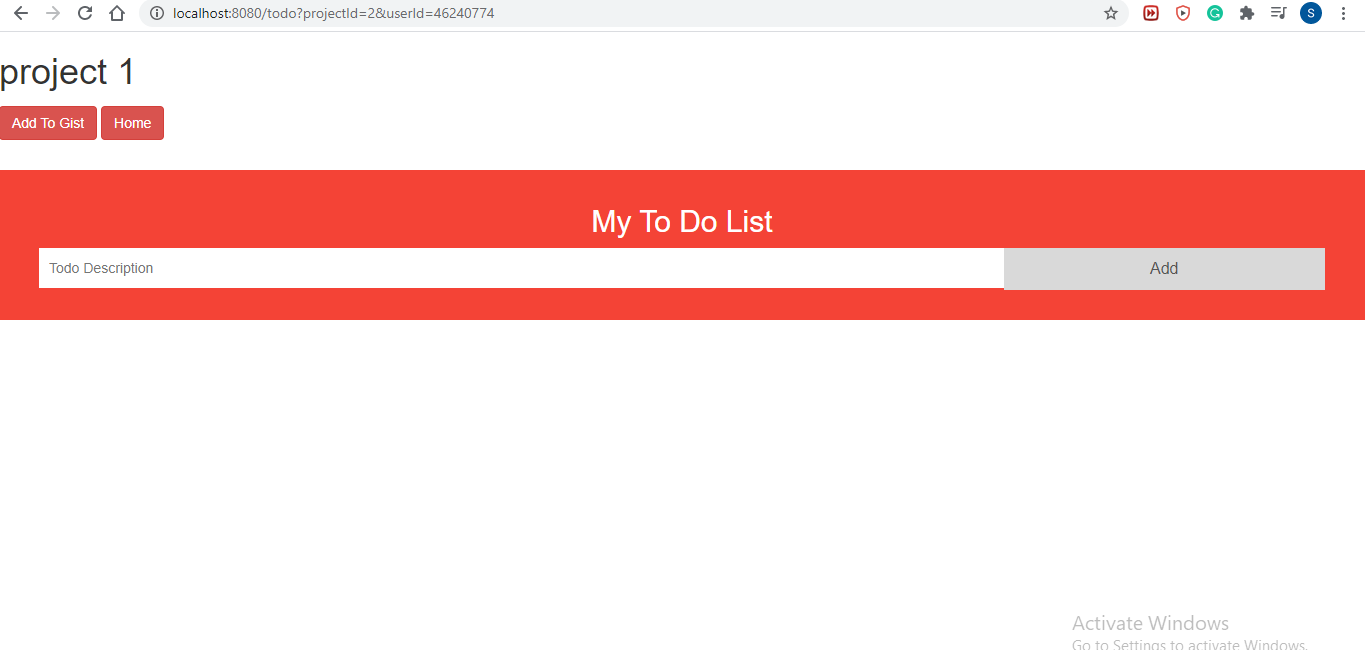 localhost:8080/todo?projectId=2&userId=46240774
S
project 1
Add To Gist Home
My To Do List
Todo Description Add
Activate Windows
Go to Settings to activate Windows.